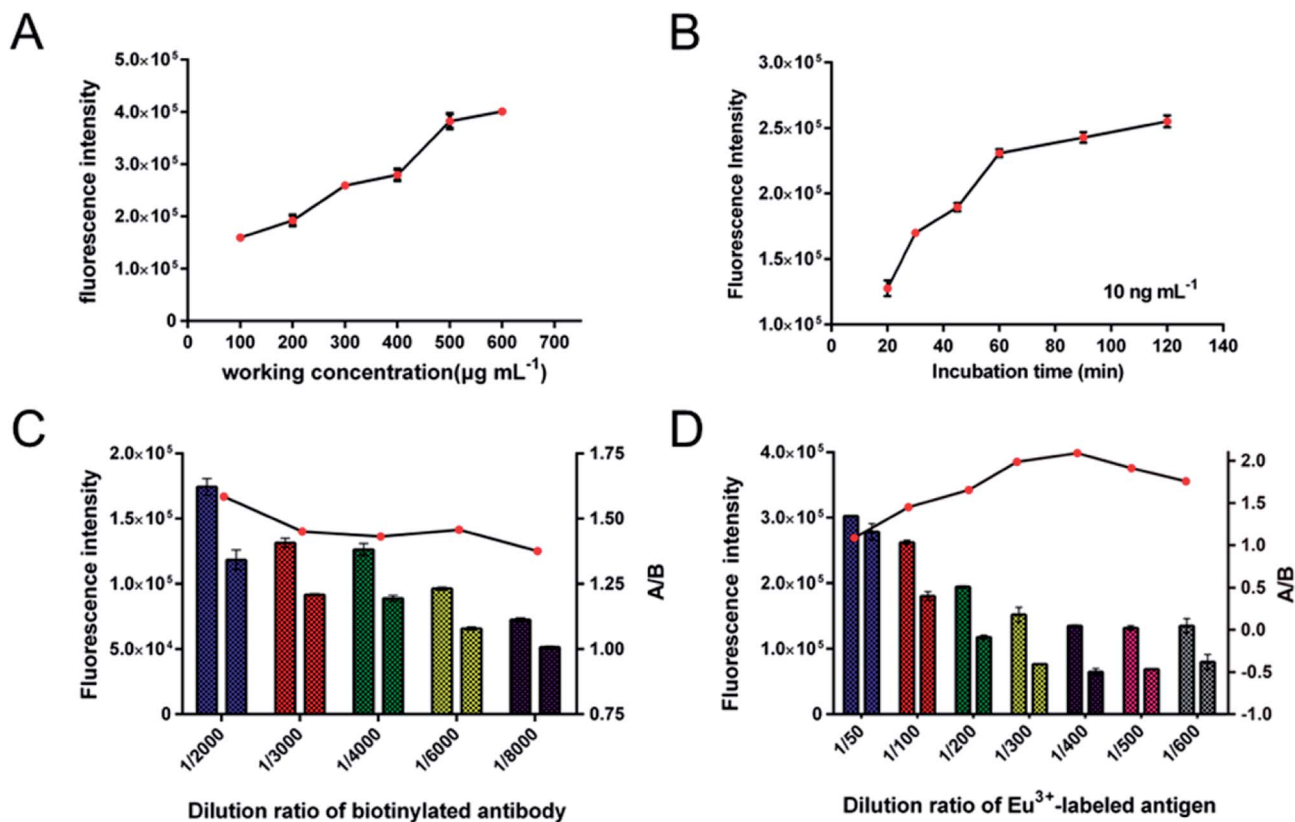 A
fluorescence intensity
5.0×10⁵
4.0×10⁵
3.0×10⁵
2.0×10⁵
1.0×10⁵
0
0 100 200 300 400 500 600 700
working concentration(µg mL⁻¹)
B
Fluorescence Intensity
3.0×10⁵
2.5×10⁵
2.0×10⁵
1.5×10⁵
1.0×10⁵
10 ng mL⁻¹
0 20 40 60 80 100 120 140
Incubation time (min)
C
Fluorescence intensity
2.0×10⁵
1.5×10⁵
1.0×10⁵
5.0×10⁴
0
1.75
1.50
1.25
1.00
0.75
A/B
1/2000 1/3000 1/4000 1/6000 1/8000
Dilution ratio of biotinylated antibody
D
Fluorescence intensity
4.0×10⁵
3.0×10⁵
2.0×10⁵
1.0×10⁵
0
2.0
1.5
1.0
0.5
0.0
-0.5
-1.0
A/B
1/50 1/100 1/200 1/300 1/400 1/500 1/600
Dilution ratio of Eu³⁺-labeled antigen